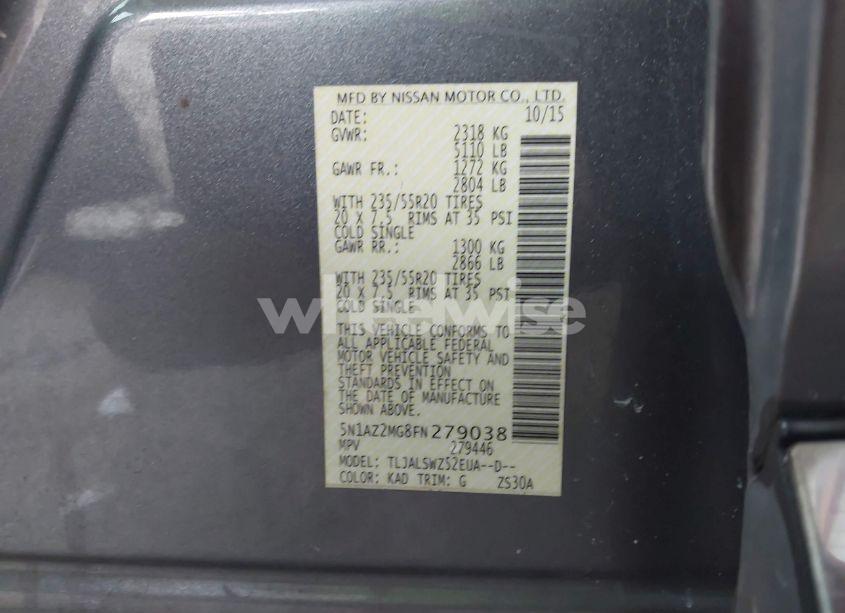 MFD BY NISSAN MOTOR CO., LTD.
DATE: 10/15
GVWR: 2318 KG
5110 LB
GAWR FR.: 1272 KG
2804 LB
WITH 235/55R20 TIRES
20 X 7.5 RIMS AT 35 PSI
COLD SINGLE
GAWR RR.: 1300 KG
2866 LB
WITH 235/55R20 TIRES
20 X 7.5 RIMS AT 35 PSI
COLD SINGLE
wheelwise
THIS VEHICLE CONFORMS TO
ALL APPLICABLE FEDERAL
MOTOR VEHICLE SAFETY AND
THEFT PREVENTION
STANDARDS IN EFFECT ON
THE DATE OF MANUFACTURE
SHOWN ABOVE.
5N1AZ2MG8FN279038
MPV 279446
MODEL: TLJALSWZ52EUA--D--
COLOR: KAD TRIM: G ZS30A